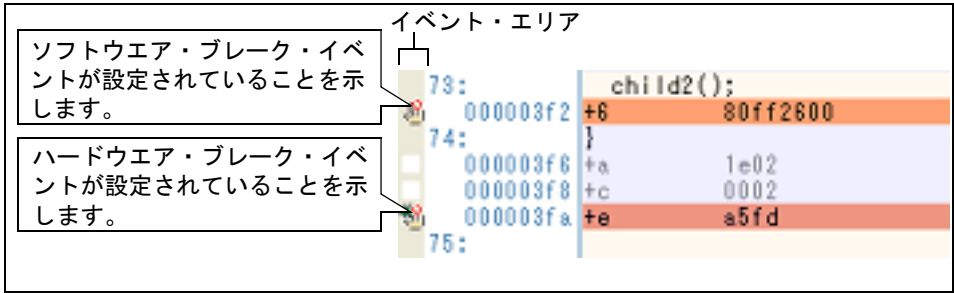 イベント・エリア
ソフトウエア・ブレーク・イベ
ントが設定されていることを示
します。
ハードウエア・ブレーク・イベ
ントが設定されていることを示
します。
73: child2();
000003f2 +6 80ff2600
74: }
000003f6 +a 1e02
000003f8 +c 0002
000003fa +e a5fd
75: